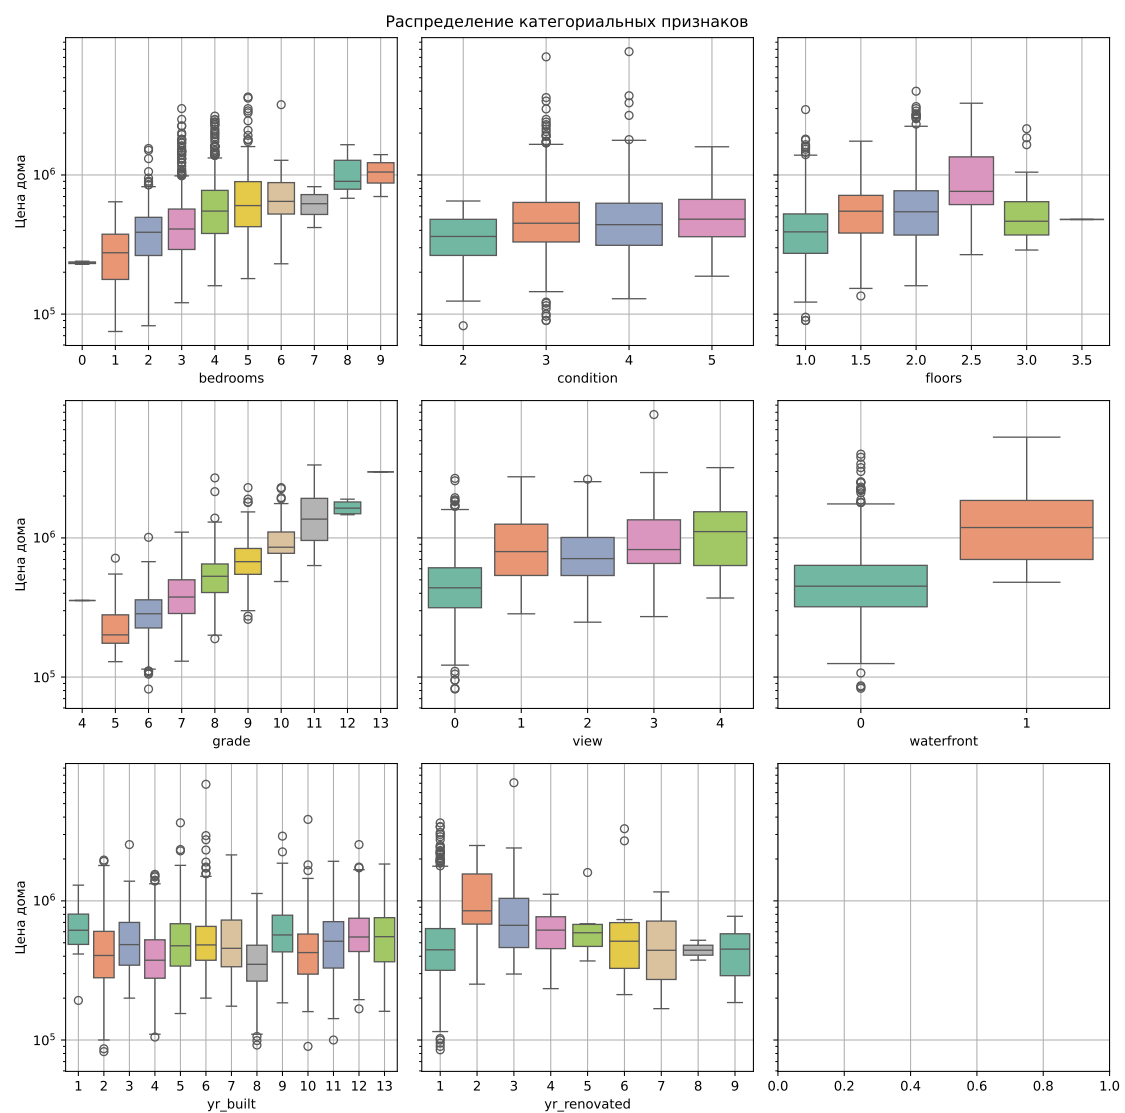 Распределение категориальных признаков
Цена дома
10^6
10^5
0 1 2 3 4 5 6 7 8 9
bedrooms
2 3 4 5
condition
1.0 1.5 2.0 2.5 3.0 3.5
floors
Цена дома
10^6
10^5
4 5 6 7 8 9 10 11 12 13
grade
0 1 2 3 4
view
0 1
waterfront
Цена дома
10^6
10^5
1 2 3 4 5 6 7 8 9 10 11 12 13
yr_built
1 2 3 4 5 6 7 8 9
yr_renovated
0.0 0.2 0.4 0.6 0.8 1.0